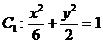 C₁: x²/6 + y²/2 = 1